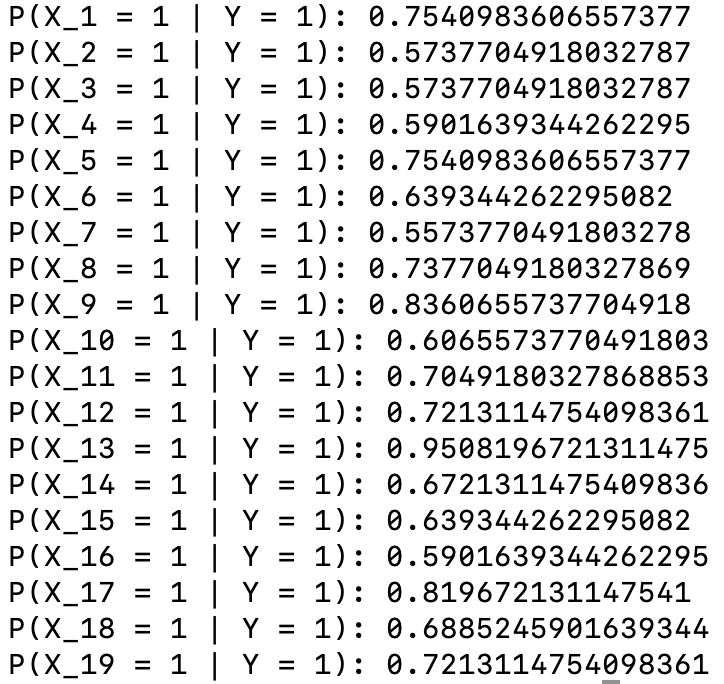 P(X_1 = 1 | Y = 1): 0.7540983606557377
P(X_2 = 1 | Y = 1): 0.5737704918032787
P(X_3 = 1 | Y = 1): 0.5737704918032787
P(X_4 = 1 | Y = 1): 0.5901639344262295
P(X_5 = 1 | Y = 1): 0.7540983606557377
P(X_6 = 1 | Y = 1): 0.639344262295082
P(X_7 = 1 | Y = 1): 0.5573770491803278
P(X_8 = 1 | Y = 1): 0.7377049180327869
P(X_9 = 1 | Y = 1): 0.8360655737704918
P(X_10 = 1 | Y = 1): 0.6065573770491803
P(X_11 = 1 | Y = 1): 0.7049180327868853
P(X_12 = 1 | Y = 1): 0.7213114754098361
P(X_13 = 1 | Y = 1): 0.9508196721311475
P(X_14 = 1 | Y = 1): 0.6721311475409836
P(X_15 = 1 | Y = 1): 0.639344262295082
P(X_16 = 1 | Y = 1): 0.5901639344262295
P(X_17 = 1 | Y = 1): 0.819672131147541
P(X_18 = 1 | Y = 1): 0.6885245901639344
P(X_19 = 1 | Y = 1): 0.7213114754098361